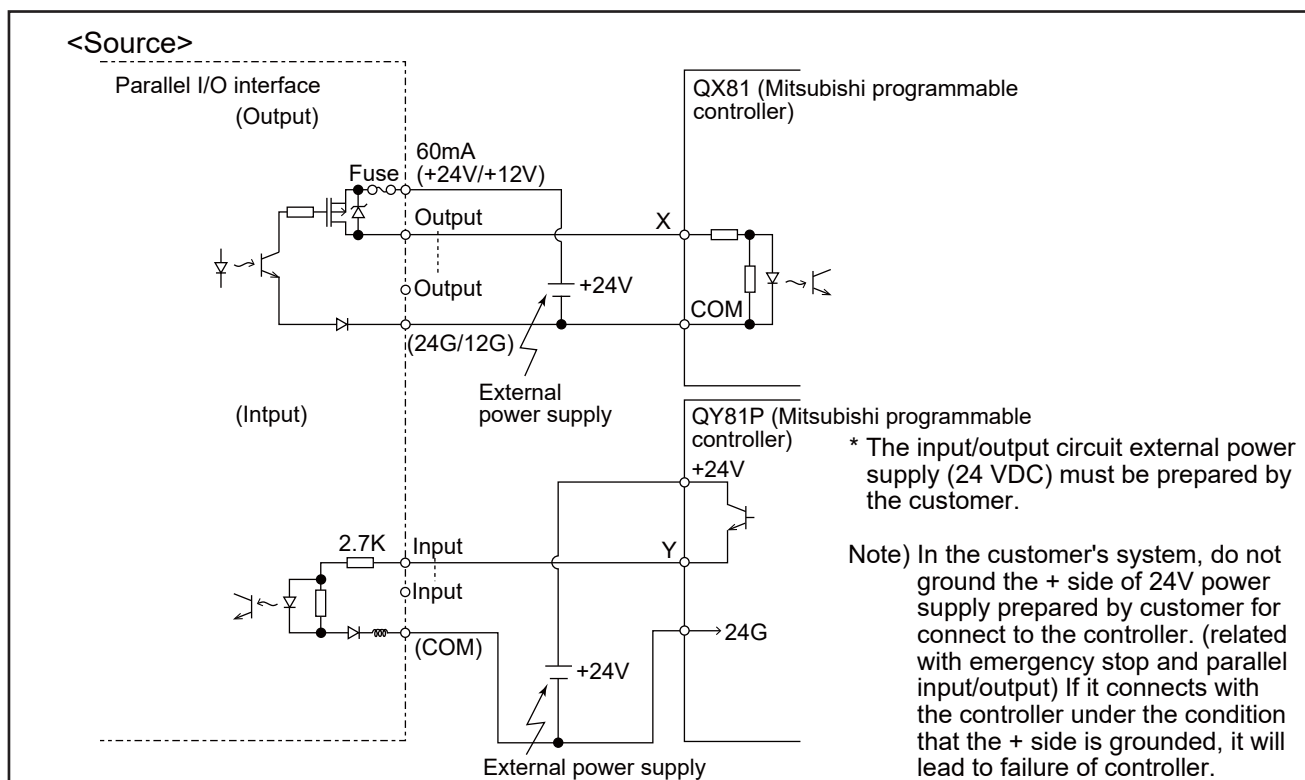 <Source>
Parallel I/O interface
(Output)
QX81 (Mitsubishi programmable
controller)
60mA
Fuse
(+24V/+12V)
Output
X
Output
+24V
COM
(24G/12G)
External
power supply
(Intput)
QY81P (Mitsubishi programmable
controller)
+24V
* The input/output circuit external power
supply (24 VDC) must be prepared by
the customer.
2.7K
Input
Y
Input
(COM)
24G
+24V
External power supply
Note) In the customer's system, do not
ground the + side of 24V power
supply prepared by customer for
connect to the controller. (related
with emergency stop and parallel
input/output) If it connects with
the controller under the condition
that the + side is grounded, it will
lead to failure of controller.